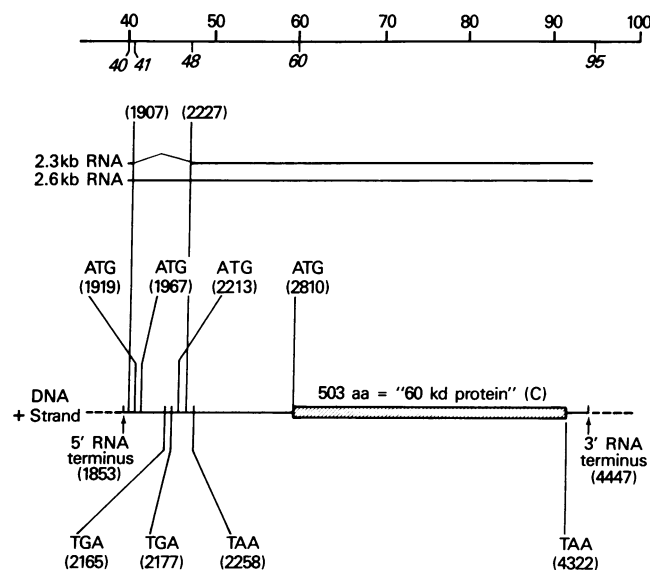 40 50 60 70 80 90 100
40 41 48 60 95
(1907) (2227)
2.3kb RNA
2.6kb RNA
ATG ATG ATG ATG
(1919) (1967) (2213) (2810)
DNA
+ Strand
503 aa = "60 kd protein" (C)
5' RNA
terminus
(1853)
3' RNA
terminus
(4447)
TGA TGA TAA TAA
(2165) (2177) (2258) (4322)